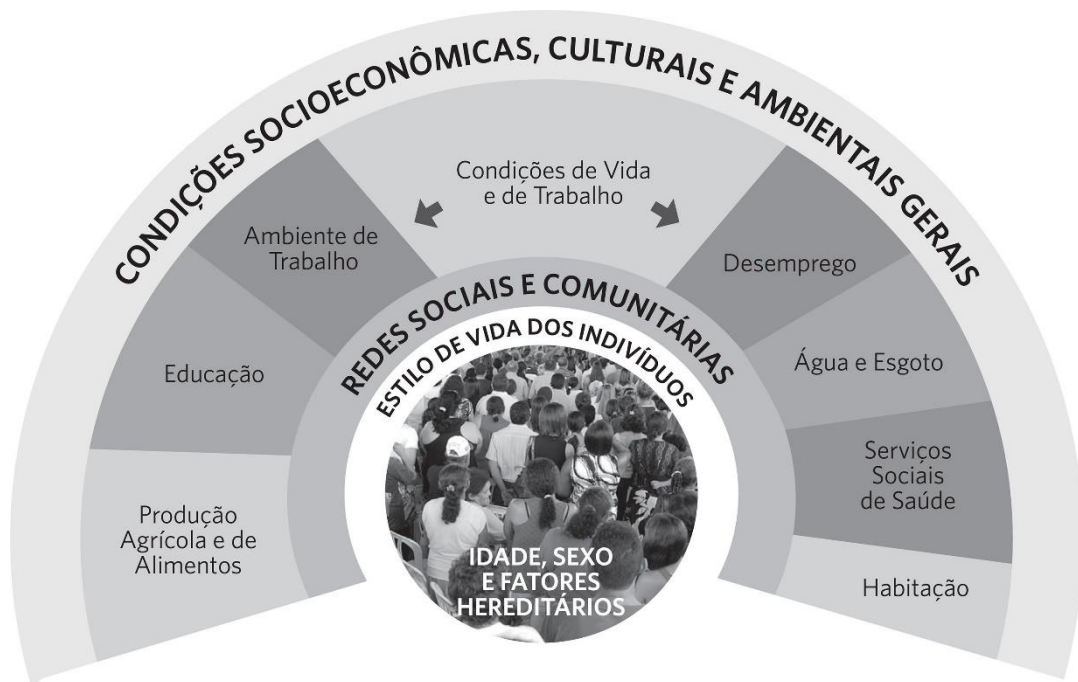 CONDIÇÕES SOCIOECONÔMICAS, CULTURAIS E AMBIENTAIS GERAIS
Condições de Vida
e de Trabalho
Ambiente de
Trabalho
Desemprego
Educação
Água e Esgoto
Produção
Agrícola e de
Alimentos
Serviços
Sociais
de Saúde
Habitação
REDES SOCIAIS E COMUNITÁRIAS
ESTILO DE VIDA DOS INDIVÍDUOS
IDADE, SEXO
E FATORES
HEREDITÁRIOS